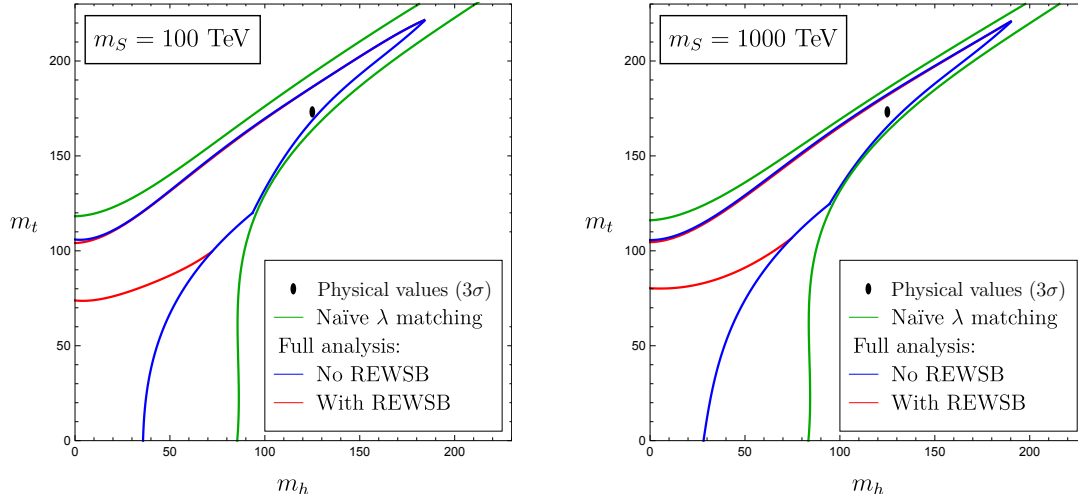 m_S = 100 TeV
200
150
m_t
100
50
0
0
50
100
150
200
m_h
Physical values (3σ)
Naïve λ matching
Full analysis:
No REWSB
With REWSB
m_S = 1000 TeV
200
150
m_t
100
50
0
0
50
100
150
200
m_h
Physical values (3σ)
Naïve λ matching
Full analysis:
No REWSB
With REWSB